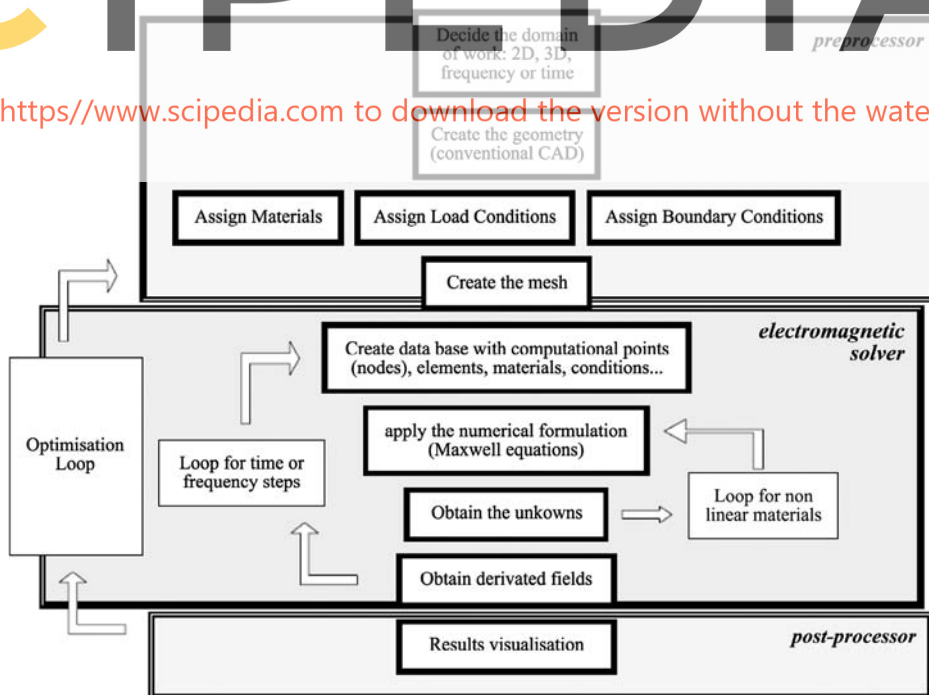 SCIPEDIA
Decide the domain
of work: 2D, 3D,
frequency or time
preprocessor
https//www.scipedia.com to download the version without the wate
Create the geometry
(conventional CAD)
Assign Materials
Assign Load Conditions
Assign Boundary Conditions
Create the mesh
electromagnetic
solver
Create data base with computational points
(nodes), elements, materials, conditions...
apply the numerical formulation
(Maxwell equations)
Optimisation
Loop
Loop for time or
frequency steps
Loop for non
linear materials
Obtain the unkowns
Obtain derivated fields
Results visualisation
post-processor